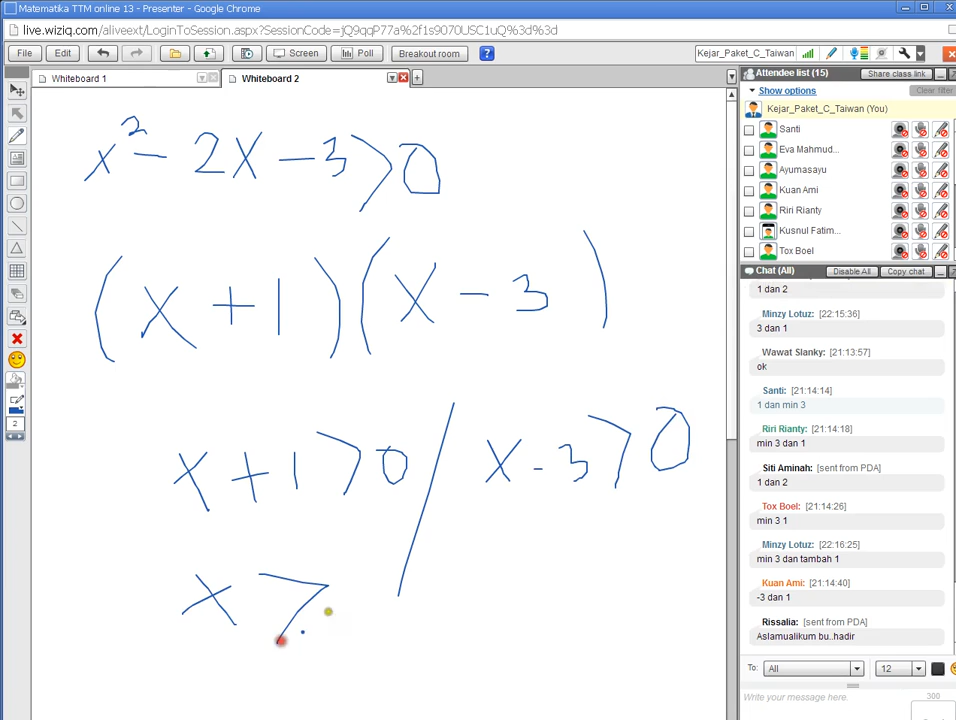 Matematika TTM online 13 - Presenter - Google Chrome
live.wiziq.com/aliveext/LoginToSession.aspx?SessionCode=jQ9qqP77a%2f1s9070USC1uQ%3d%3d
File Edit Screen Poll Breakout room ? Kejar_Paket_C_Taiwan
Whiteboard 1 Whiteboard 2
x² - 2x - 3 > 0
(x + 1) (x - 3)
x + 1 > 0 / x - 3 > 0
x >
2
Attendee list (15) Share class link
Show options Clear filter
Kejar_Paket_C_Taiwan (You)
Santi
Eva Mahmud...
Ayumasayu
Kuan Ami
Riri Rianty
Kusnul Fatim...
Tox Boel
Chat (All) Disable All Copy chat
1 dan 2
Minzy Lotuz: [22:15:36]
3 dan 1
Wawat Slanky: [21:13:57]
ok
Santi: [21:14:14]
1 dan min 3
Riri Rianty: [21:14:18]
min 3 dan 1
Siti Aminah: [sent from PDA]
1 dan 2
Tox Boel: [21:14:26]
min 3 1
Minzy Lotuz: [22:16:25]
min 3 dan tambah 1
Kuan Ami: [21:14:40]
-3 dan 1
Rissalia: [sent from PDA]
Aslamualikum bu..hadir
To: All 12
Write your message here. 300